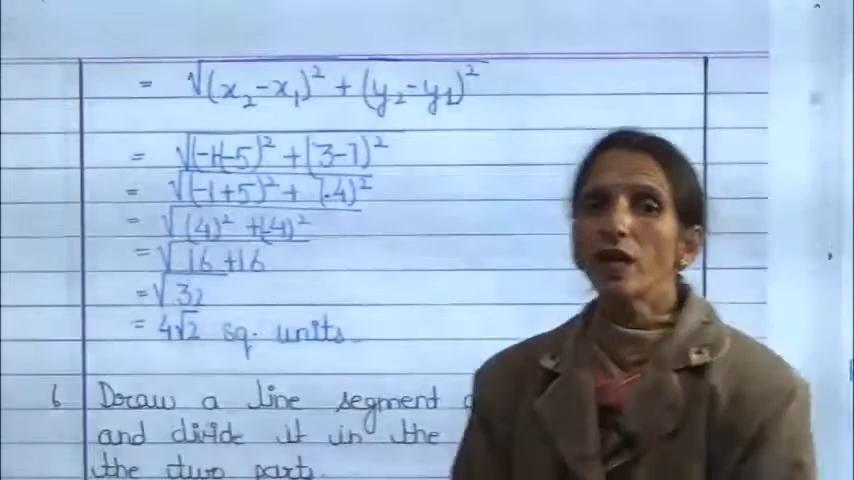 = √(x₂-x₁)² + (y₂-y₁)²
= √(-1(-5)² + (3-7)²
= √(-1+5)² + (-4)²
= √(4)² + (-4)²
= √16 + 16
= √32
= 4√2 sq. units
6 Draw a line segment
and divide it in the
the two parts.